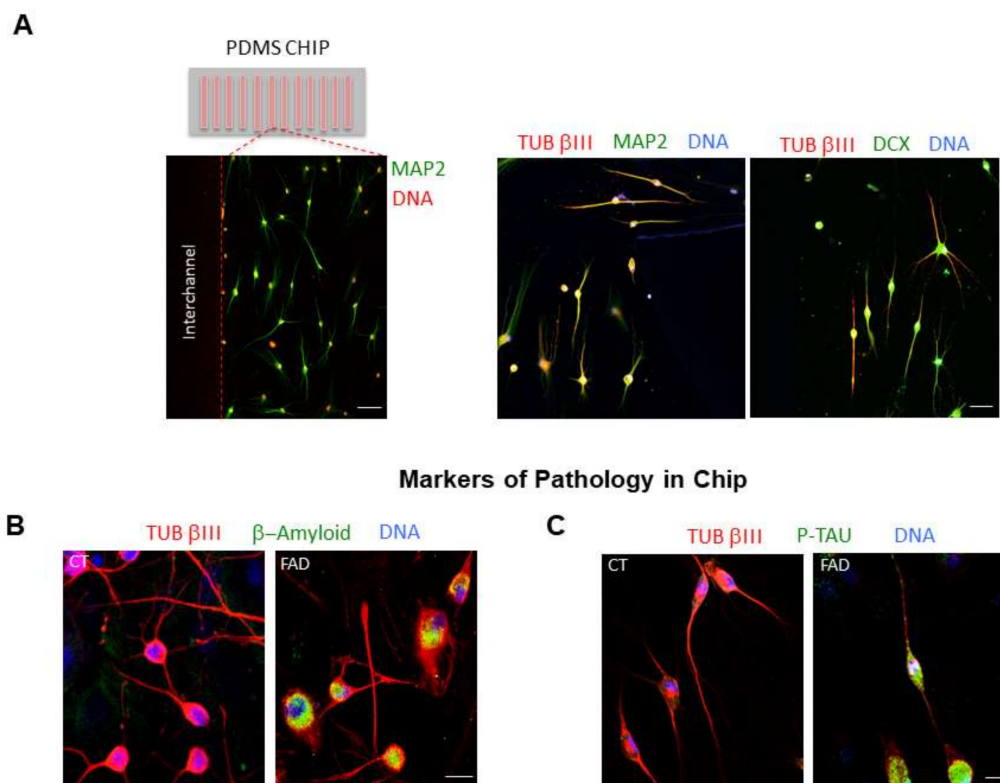 A
PDMS CHIP
MAP2
DNA
Interchannel
TUB βIII MAP2 DNA
TUB βIII DCX DNA
Markers of Pathology in Chip
B
TUB βIII β–Amyloid DNA
CT
FAD
C
TUB βIII P-TAU DNA
CT
FAD